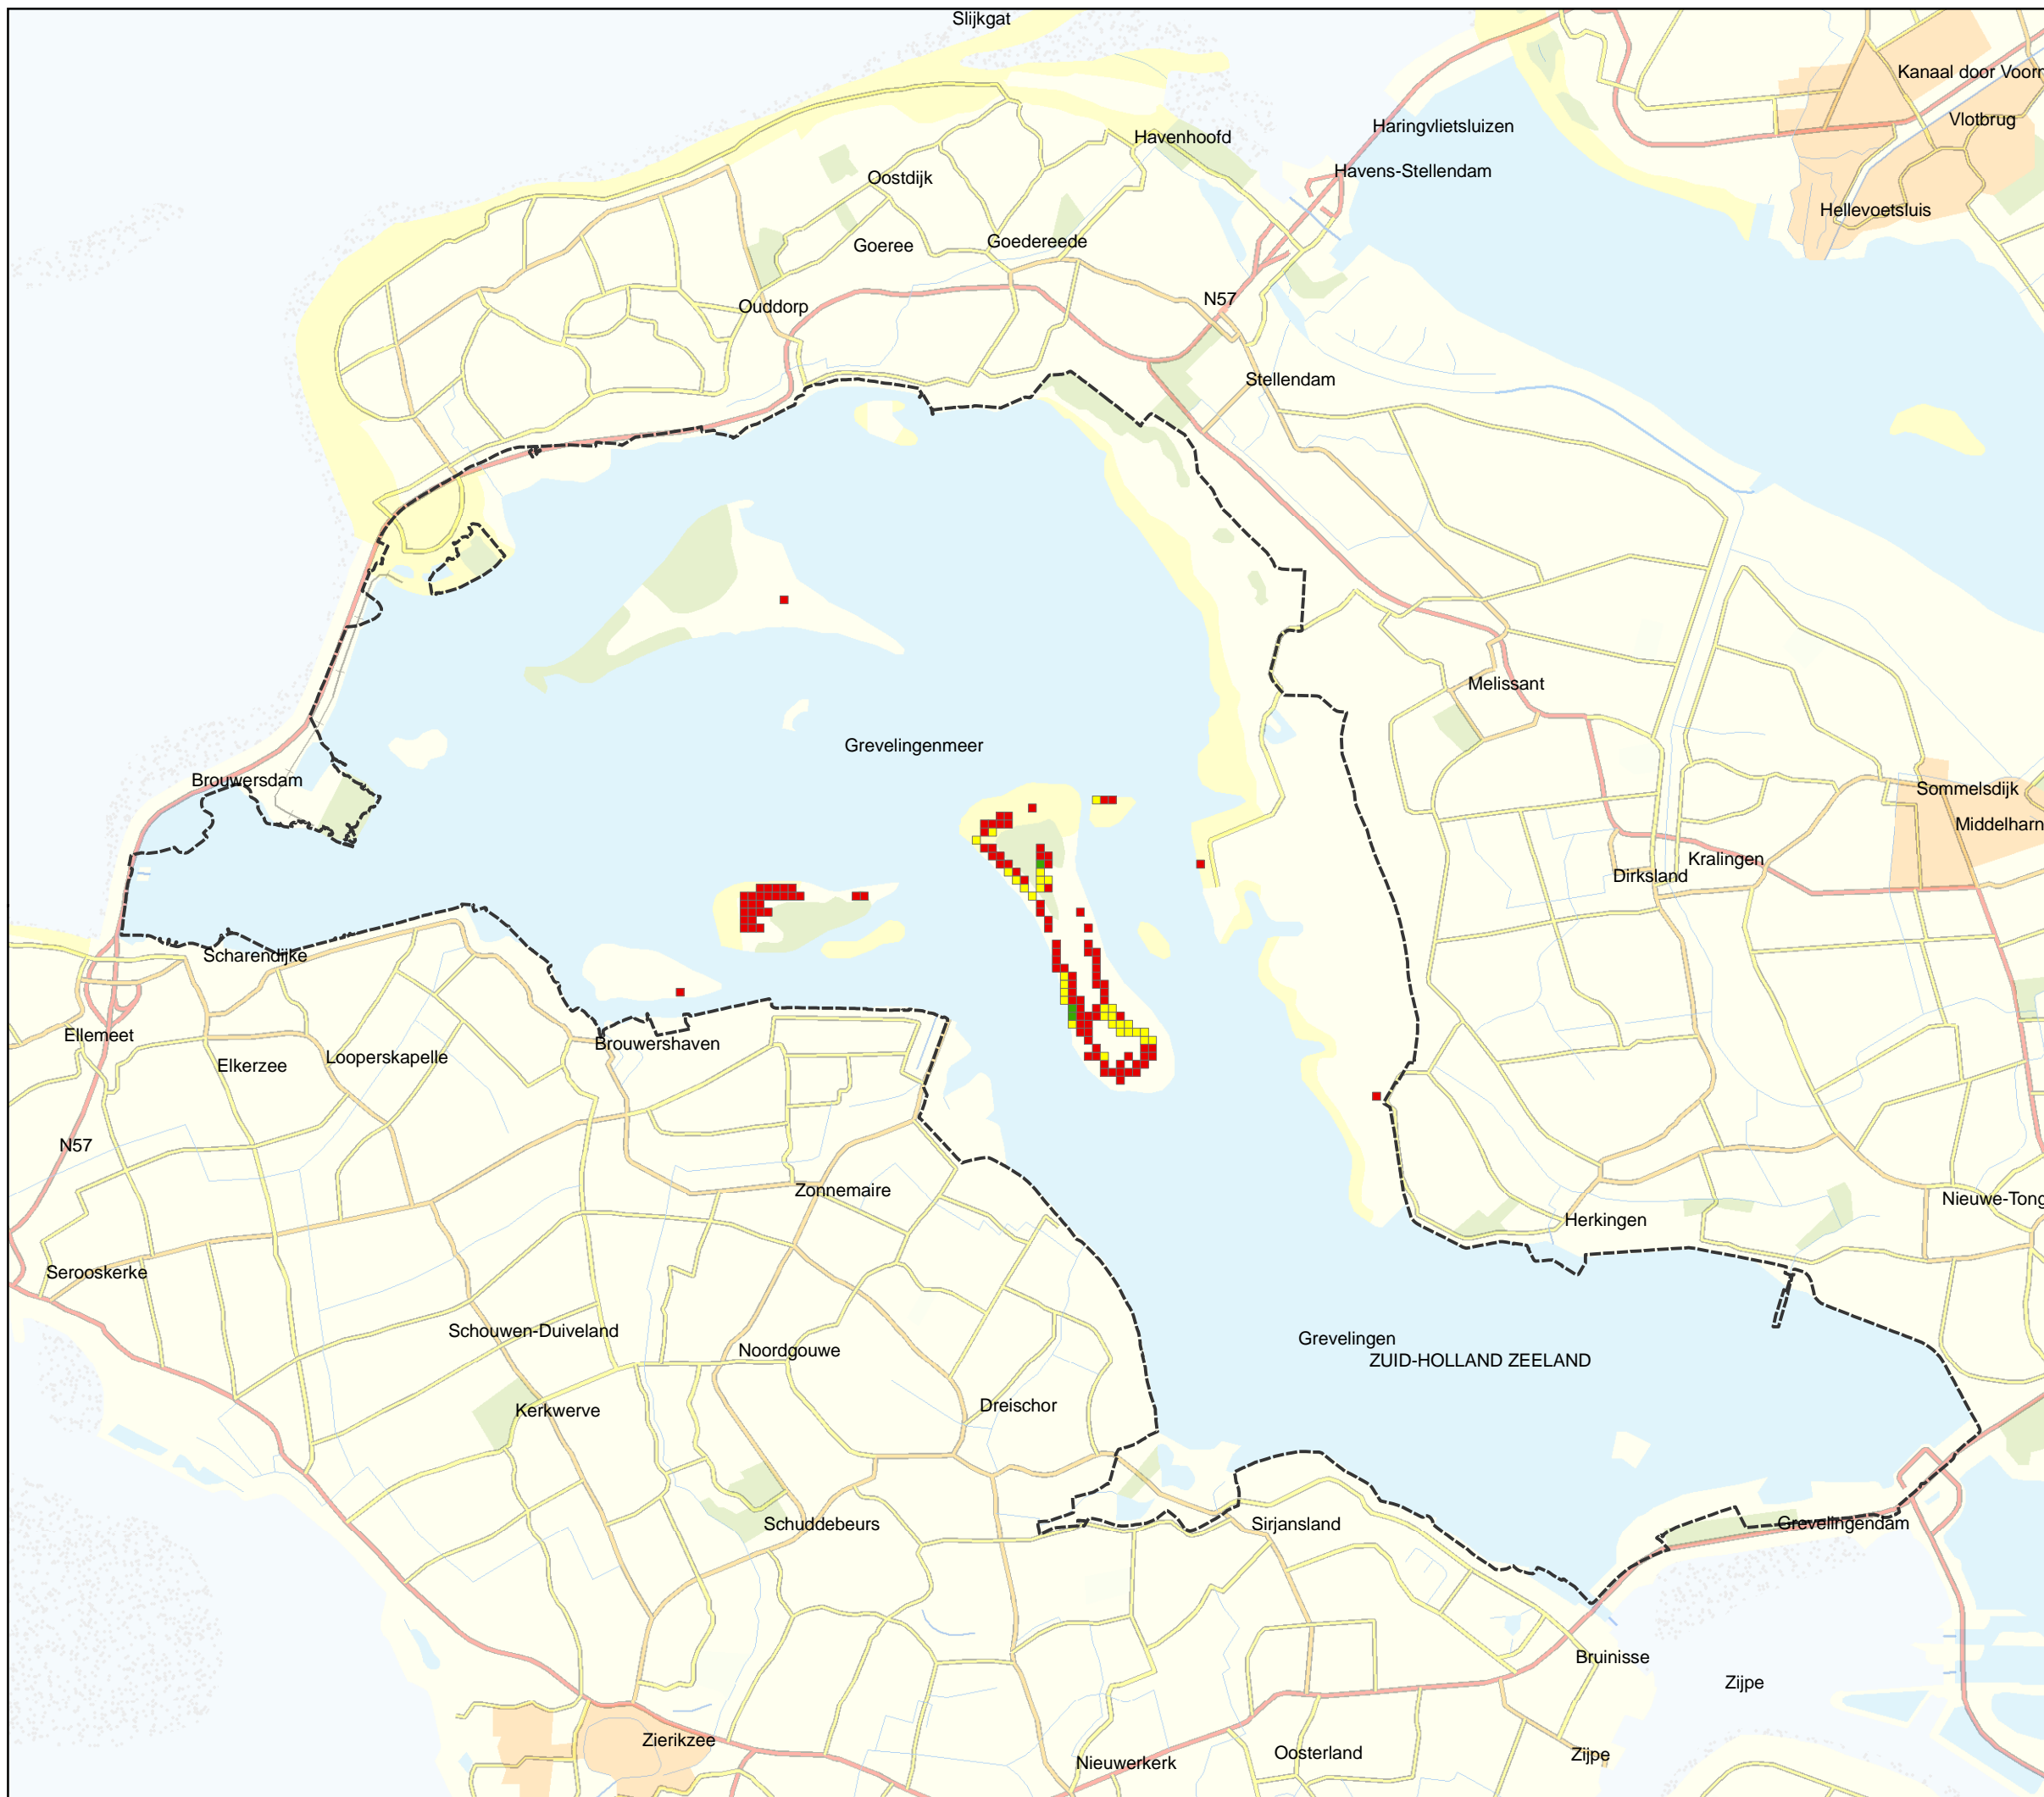 Slijkgat
Kanaal door Voorn
Vlotbrug
Haringvlietsluizen
Havenhoofd
Havens-Stellendam
Oostdijk
Hellevoetsluis
Goeree
Goedereede
N57
Ouddorp
Stellendam
Melissant
Grevelingenmeer
Brouwersdam
Sommelsdijk
Middelharn
Kralingen
Dirksland
Scharendijke
Ellemeet
Brouwershaven
Looperskapelle
Elkerzee
N57
Zonnemaire
Nieuwe-Tong
Herkingen
Serooskerke
Schouwen-Duiveland
Grevelingen
Noordgouwe
ZUID-HOLLAND ZEELAND
Dreischor
Kerkwerve
Schuddebeurs
Sirjansland
Grevelingendam
Bruinisse
Zijpe
Zierikzee
Oosterland
Zijpe
Nieuwerkerk